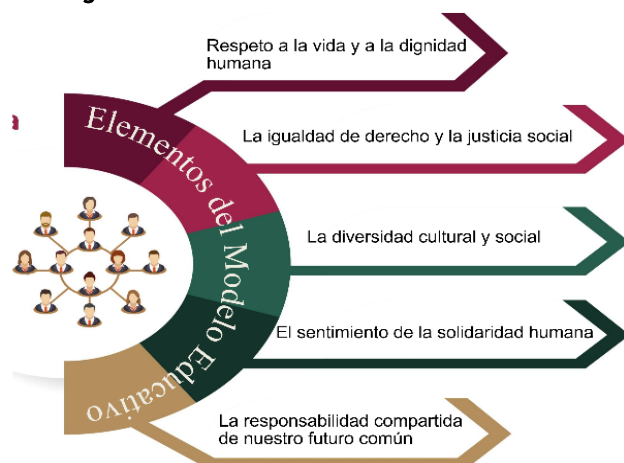 Respeto a la vida y a la dignidad
humana
La igualdad de derecho y la justicia social
La diversidad cultural y social
El sentimiento de la solidaridad humana
La responsabilidad compartida
de nuestro futuro común
Elementos del Modelo Educativo